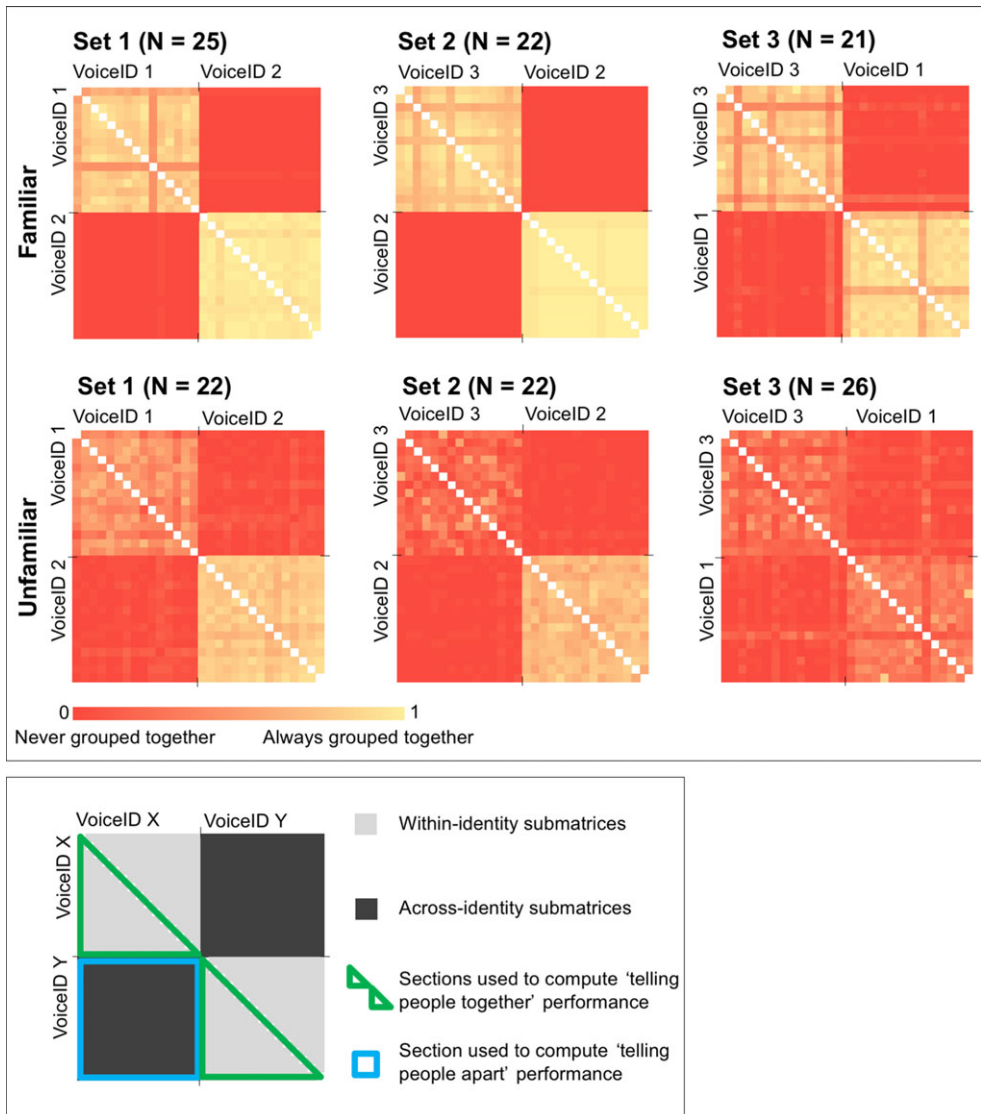 Set 1 (N = 25)
VoiceID 1 VoiceID 2
VoiceID 1
VoiceID 2
Set 2 (N = 22)
VoiceID 3 VoiceID 2
VoiceID 3
VoiceID 2
Set 3 (N = 21)
VoiceID 3 VoiceID 1
VoiceID 3
VoiceID 1
Familiar
Set 1 (N = 22)
VoiceID 1 VoiceID 2
VoiceID 1
VoiceID 2
Set 2 (N = 22)
VoiceID 3 VoiceID 2
VoiceID 3
VoiceID 2
Set 3 (N = 26)
VoiceID 3 VoiceID 1
VoiceID 3
VoiceID 1
Unfamiliar
0 1
Never grouped together Always grouped together
VoiceID X VoiceID Y
VoiceID X
VoiceID Y
Within-identity submatrices
Across-identity submatrices
Sections used to compute ‘telling
people together’ performance
Section used to compute ‘telling
people apart’ performance